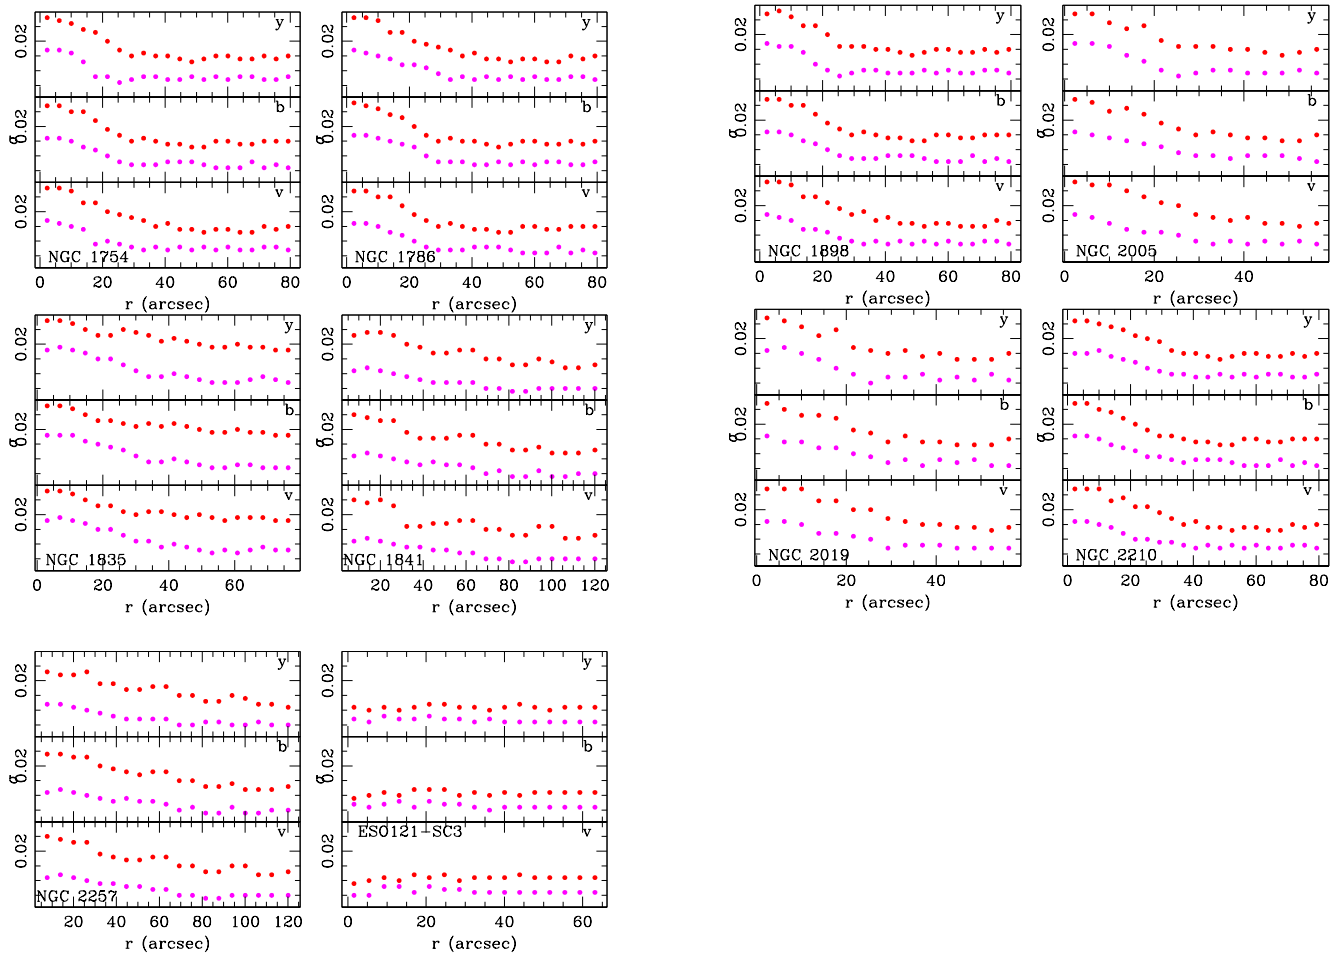 y y
0.02 0.02
b b
σ 0.02 σ 0.02
v v
0.02 0.02
NGC 1754 NGC 1786
0 20 40 60 80 0 20 40 60 80
r (arcsec) r (arcsec)
y y
0.02 0.02
b b
σ 0.02 σ 0.02
v v
0.02 0.02
NGC 1898 NGC 2005
0 20 40 60 80 0 20 40
r (arcsec) r (arcsec)
y y
0.02 0.02
b b
σ 0.02 σ 0.02
v v
0.02 0.02
NGC 1835 NGC 1841
0 20 40 60 20 40 60 80 100 120
r (arcsec) r (arcsec)
y y
0.02 0.02
b b
σ 0.02 σ 0.02
v v
0.02 0.02
NGC 2019 NGC 2210
0 20 40 0 20 40 60 80
r (arcsec) r (arcsec)
y y
0.02 0.02
b b
σ 0.02 σ 0.02
v v
0.02 0.02
NGC 2257 ESO121-SC3
20 40 60 80 100 120 0 20 40 60
r (arcsec) r (arcsec)